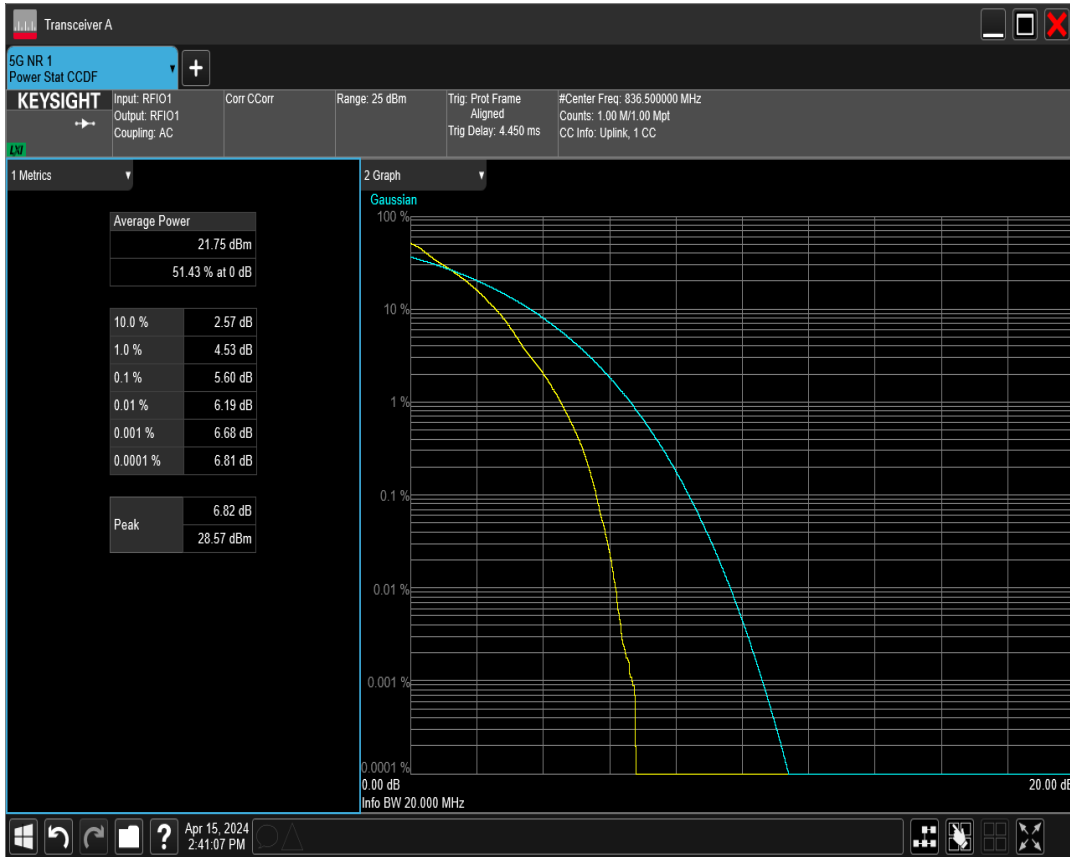 Transceiver A
5G NR 1
Power Stat CCDF
+
KEYSIGHT
LXI
Input: RFIO1
Output: RFIO1
Coupling: AC
Corr CCorr
Range: 25 dBm
Trig: Prot Frame
Aligned
Trig Delay: 4.450 ms
#Center Freq: 836.500000 MHz
Counts: 1.00 M/1.00 Mpt
CC Info: Uplink, 1 CC
1 Metrics
Average Power
21.75 dBm
51.43 % at 0 dB
10.0 % 2.57 dB
1.0 % 4.53 dB
0.1 % 5.60 dB
0.01 % 6.19 dB
0.001 % 6.68 dB
0.0001 % 6.81 dB
Peak
6.82 dB
28.57 dBm
2 Graph
Gaussian
100 %
10 %
1 %
0.1 %
0.01 %
0.001 %
0.0001 %
0.00 dB 20.00 dB
Info BW 20.000 MHz
?
Apr 15, 2024
2:41:07 PM